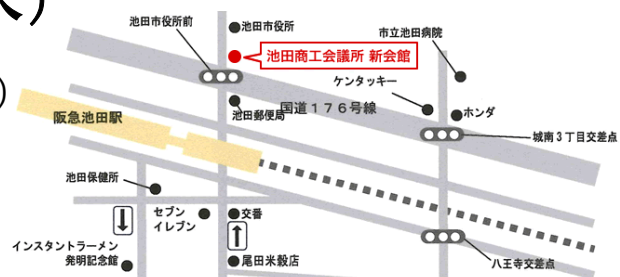 池田市役所前
池田市役所
市立池田病院
池田商工会議所 新会館
ケンタッキー
池田郵便局
国道176号線
ホンダ
阪急池田駅
城南3丁目交差点
池田保健所
セブン
イレブン
交番
インスタントラーメン
発明記念館
尾田米穀店
八王寺交差点